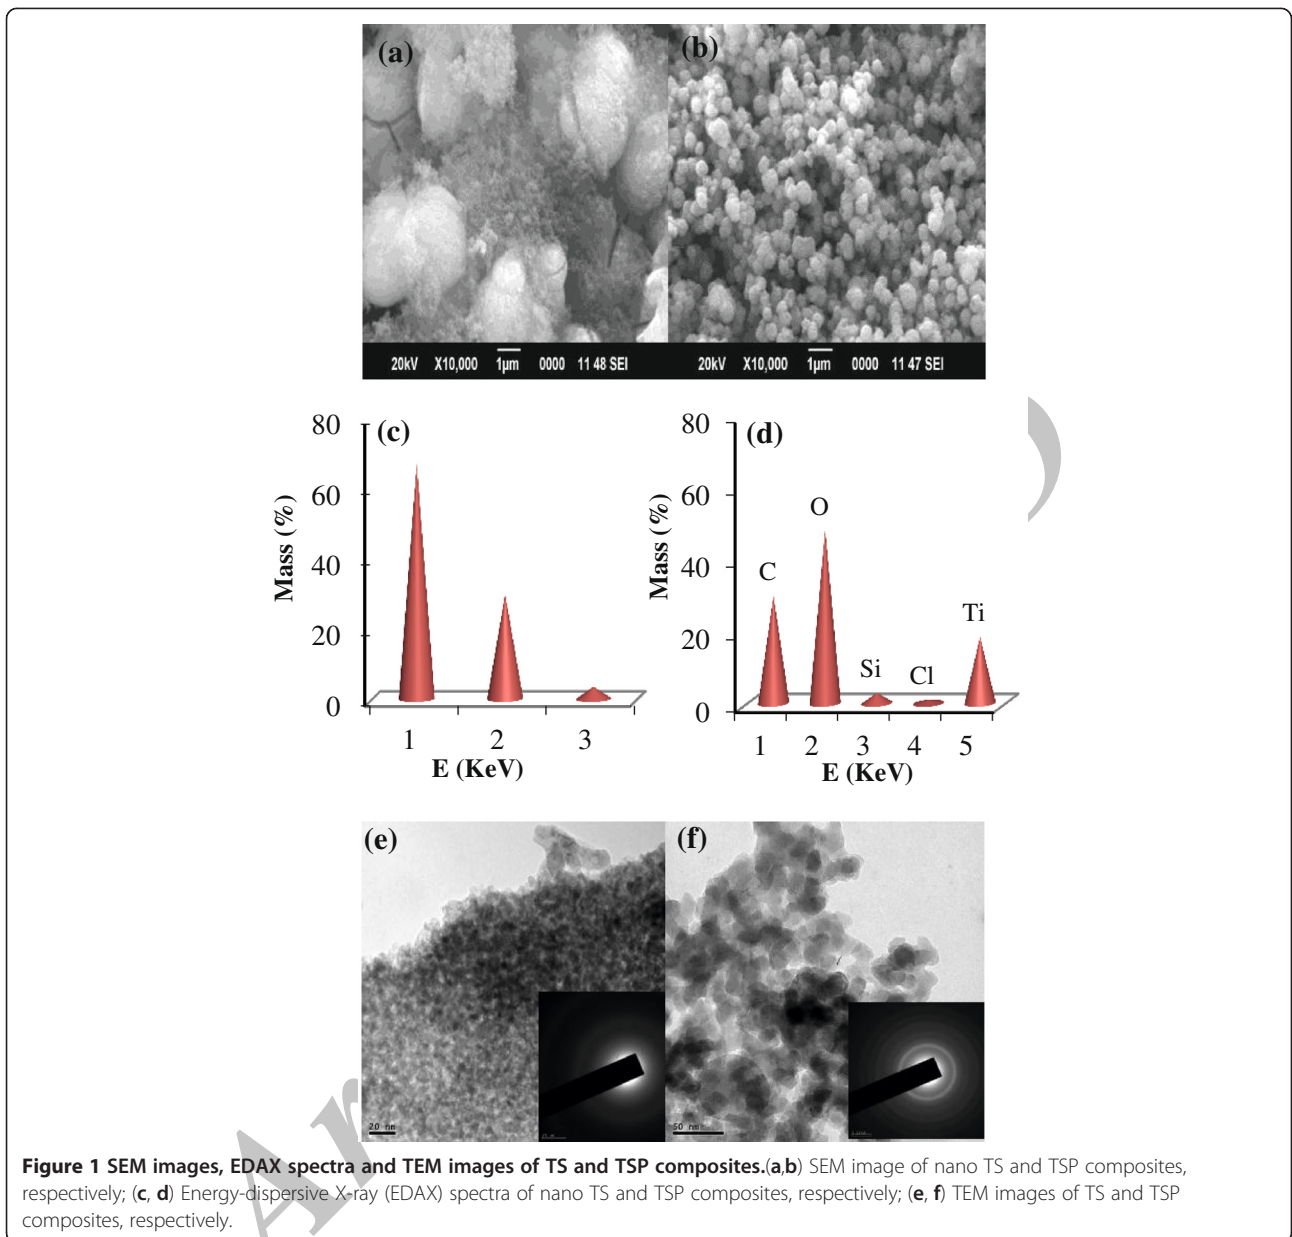 (a)
(b)
20kV X10,000 1µm 0000 11 48 SEI
20kV X10,000 1µm 0000 11 47 SEI
(c)
80
60
40
20
0
Mass (%)
1 2 3
E (KeV)
(d)
80
60
40
20
0
Mass (%)
C
O
Si
Cl
Ti
1 2 3 4 5
E (KeV)
(e)
20 nm
(f)
50 nm
Ar
Figure 1 SEM images, EDAX spectra and TEM images of TS and TSP composites.(a,b) SEM image of nano TS and TSP composites,
respectively; (c, d) Energy-dispersive X-ray (EDAX) spectra of nano TS and TSP composites, respectively; (e, f) TEM images of TS and TSP
composites, respectively.